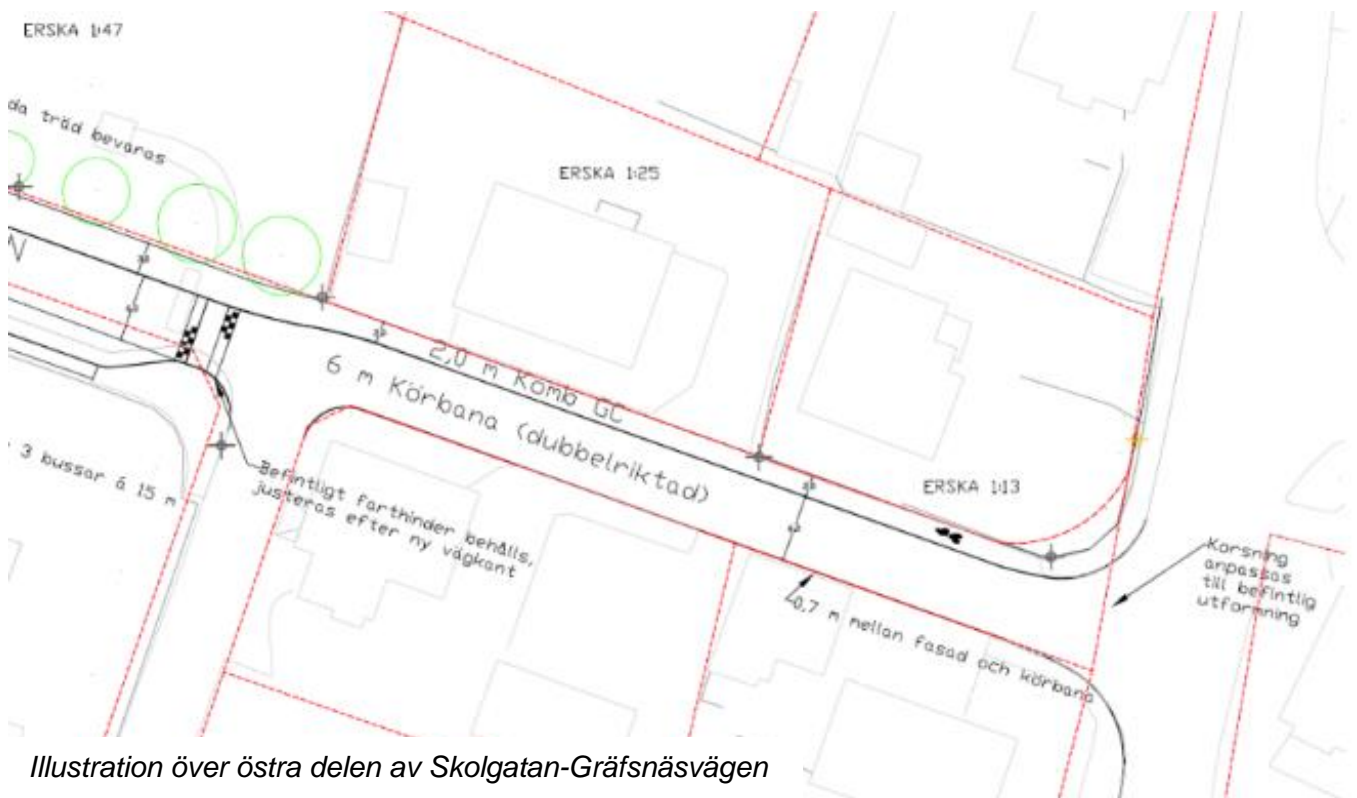 ERSKA 1:47
da träd bevaras
ERSKA 1:25
2,0 m Komb GC
6 m Körbana (dubbelriktad)
3 bussar á 15 m
Befintligt farthinder behålls,
justeras efter ny vägkant
ERSKA 1:13
Korsning
anpassas
till befintlig
utformning
0,7 m mellan fasad och körbana
Illustration över östra delen av Skolgatan-Gräfsnäsvägen